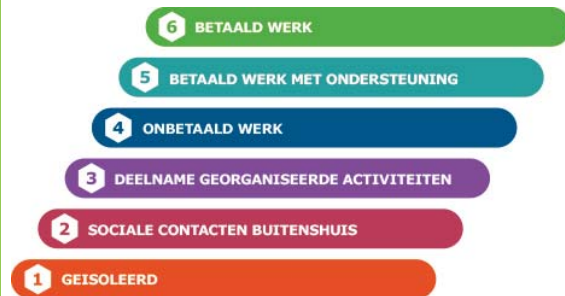 6 BETAALD WERK
5 BETAALD WERK MET ONDERSTEUNING
4 ONBETAALD WERK
3 DEELNAME GEORGANISEERDE ACTIVITEITEN
2 SOCIALE CONTACTEN BUITENSHUIS
1 GEISOLEERD